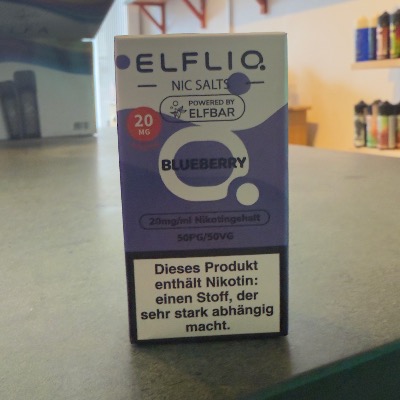 ELFLIQ
NIC SALTS
POWERED BY
ELFBAR
20
MG
BLUEBERRY
20mg/ml Nikotingehalt
50PG/50VG
Dieses Produkt
enthält Nikotin:
einen Stoff, der
sehr stark abhängig
macht.